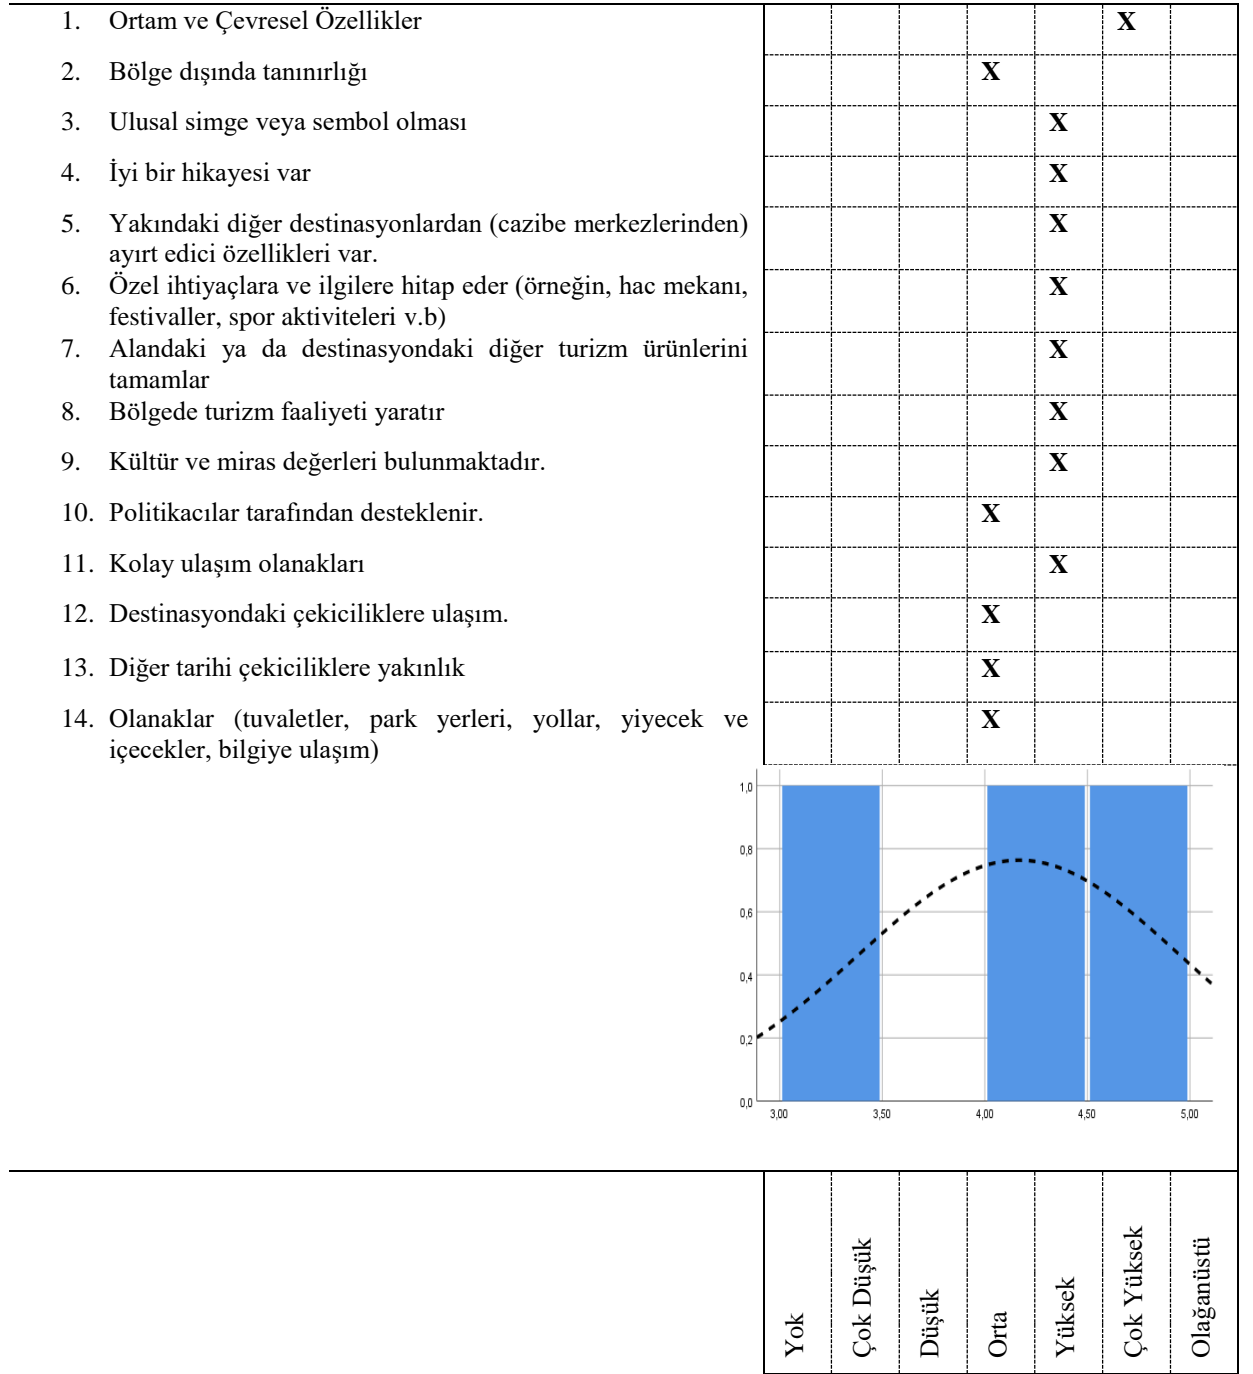 1. Ortam ve Çevresel Özellikler X
2. Bölge dışında tanınırlığı X
3. Ulusal simge veya sembol olması X
4. İyi bir hikayesi var X
5. Yakındaki diğer destinasyonlardan (cazibe merkezlerinden) X
ayırt edici özellikleri var.
6. Özel ihtiyaçlara ve ilgilere hitap eder (örneğin, hac mekanı, X
festivaller, spor aktiviteleri v.b)
7. Alandaki ya da destinasyondaki diğer turizm ürünlerini X
tamamlar
8. Bölgede turizm faaliyeti yaratır X
9. Kültür ve miras değerleri bulunmaktadır. X
10. Politikacılar tarafından desteklenir. X
11. Kolay ulaşım olanakları X
12. Destinasyondaki çekiciliklere ulaşım. X
13. Diğer tarihi çekiciliklere yakınlık X
14. Olanaklar (tuvaletler, park yerleri, yollar, yiyecek ve X
içecekler, bilgiye ulaşım)
1,0
0,8
0,6
0,4
0,2
0,0
3,00 3,50 4,00 4,50 5,00
Yok
Çok Düşük
Düşük
Orta
Yüksek
Çok Yüksek
Olağanüstü